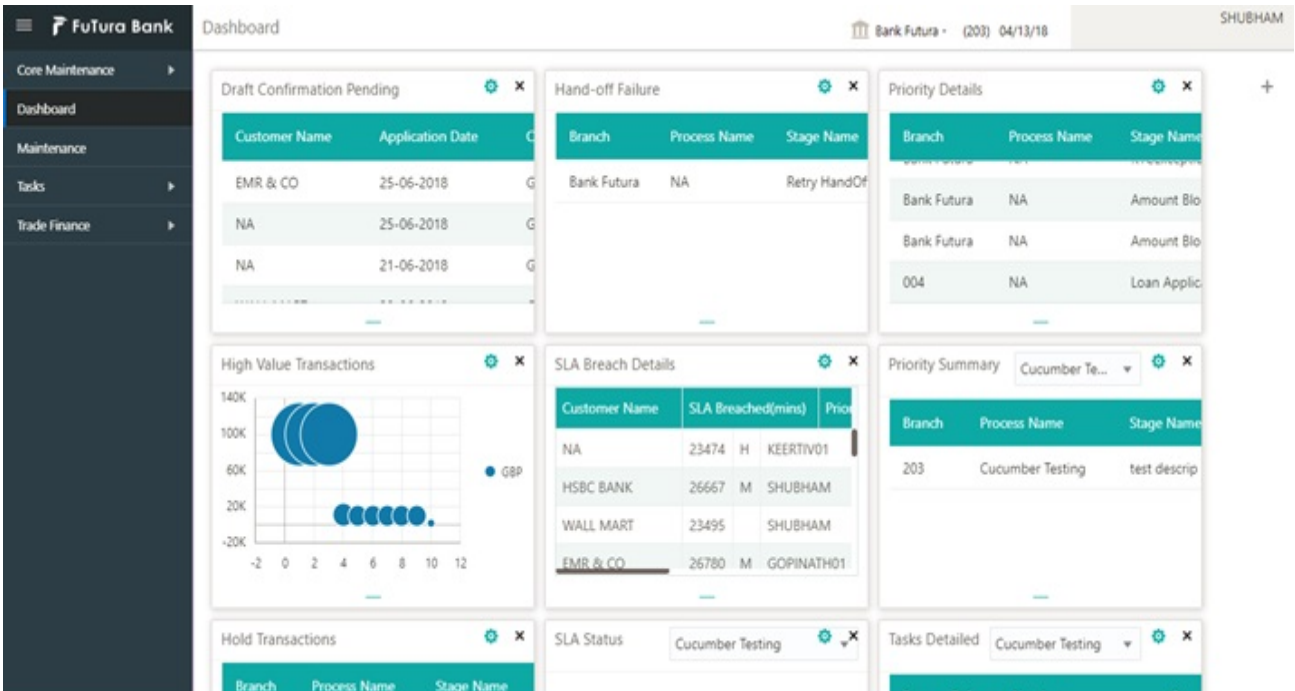 FuTura Bank
Dashboard
Bank Futura - (203) 04/13/18
SHUBHAM
Core Maintenance
Dashboard
Maintenance
Tasks
Trade Finance
Draft Confirmation Pending
Customer Name Application Date C
EMR & CO 25-06-2018 G
NA 25-06-2018 G
NA 21-06-2018 G
Hand-off Failure
Branch Process Name Stage Name
Bank Futura NA Retry HandOf
Priority Details
Branch Process Name Stage Name
Bank Futura NA Amount Blo
Bank Futura NA Amount Blo
004 NA Loan Applic
High Value Transactions
140K
100K
60K
20K
-20K
-2 0 2 4 6 8 10 12
GBP
SLA Breach Details
Customer Name SLA Breached(mins) Prior
NA 23474 H KEERTIV01
HSBC BANK 26667 M SHUBHAM
WALL MART 23495 SHUBHAM
EMR & CO 26780 M GOPINATH01
Priority Summary Cucumber Te...
Branch Process Name Stage Name
203 Cucumber Testing test descrip
Hold Transactions
Branch Process Name Stage Name
SLA Status Cucumber Testing
Tasks Detailed Cucumber Testing